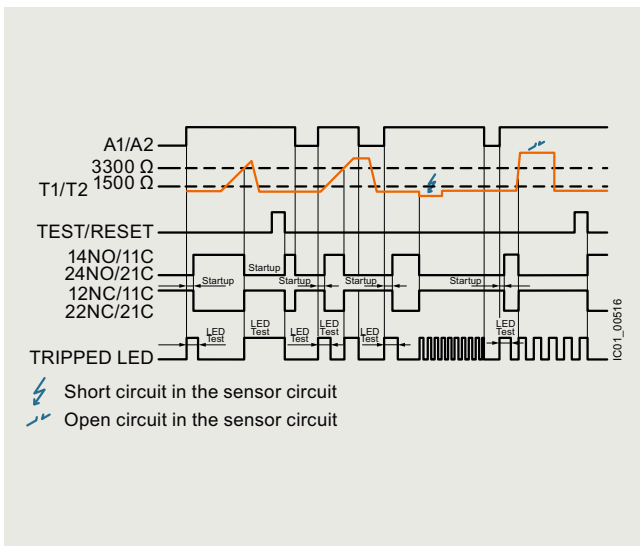 A1/A2
3300 Ω
T1/T2 1500 Ω
TEST/RESET
14NO/11C
24NO/21C
12NC/11C
22NC/21C
Startup
Startup
Startup
Startup
Startup
LED Test
LED Test
LED Test
LED Test
LED Test
LED Test
TRIPPED LED
IC01_00516
Short circuit in the sensor circuit
Open circuit in the sensor circuit